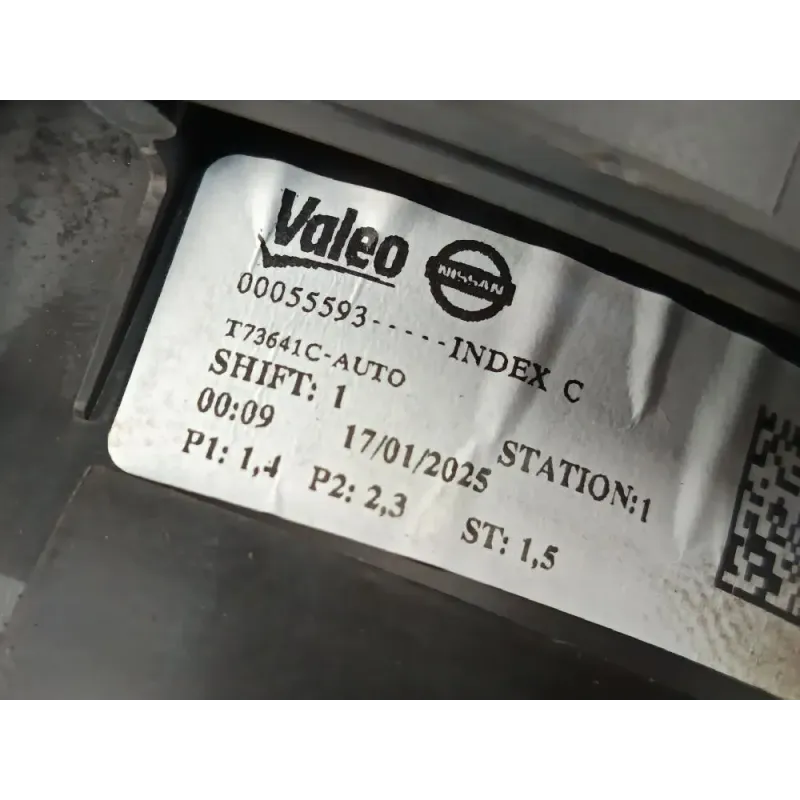 Valeo NISSAN
00055593-----INDEX C
T73641C-AUTO
SHIFT: 1
00:09 17/01/2025 STATION:1
P1: 1,4 P2: 2,3 ST: 1,5